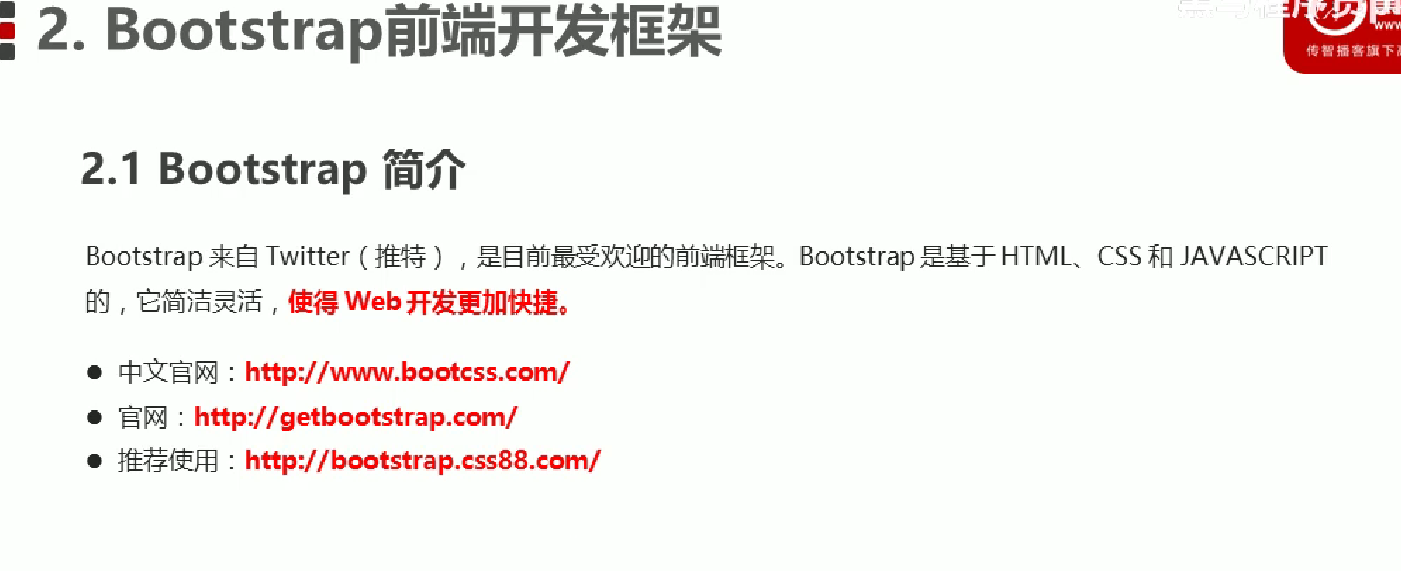 2. Bootstrap前端开发框架
www
传智播客旗下高
2.1 Bootstrap 简介
Bootstrap 来自 Twitter（推特），是目前最受欢迎的前端框架。Bootstrap 是基于 HTML、CSS 和 JAVASCRIPT
的，它简洁灵活，使得 Web 开发更加快捷。
● 中文官网：http://www.bootcss.com/
● 官网：http://getbootstrap.com/
● 推荐使用：http://bootstrap.css88.com/